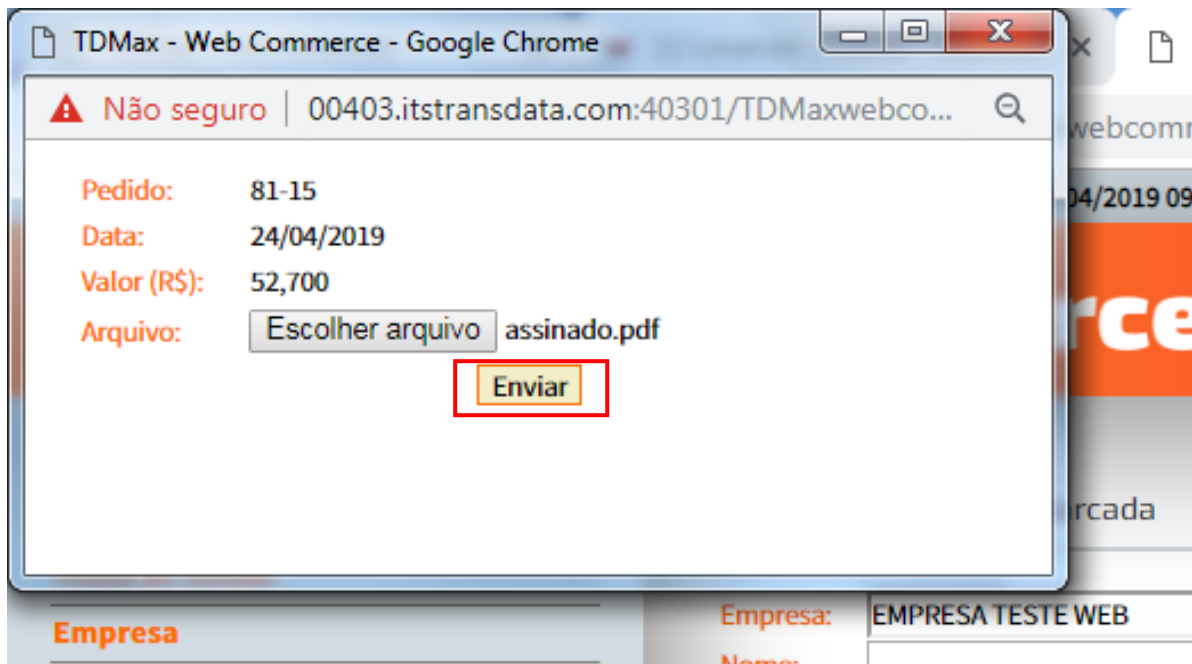 TDMax - Web Commerce - Google Chrome
Não seguro | 00403.itstransdata.com:40301/TDMaxwebco...
webcomm
04/2019 09
Pedido: 81-15
Data: 24/04/2019
Valor (R$): 52,700
Arquivo: Escolher arquivo assinado.pdf
rce
Enviar
rcada
Empresa
Empresa: EMPRESA TESTE WEB
Nome: